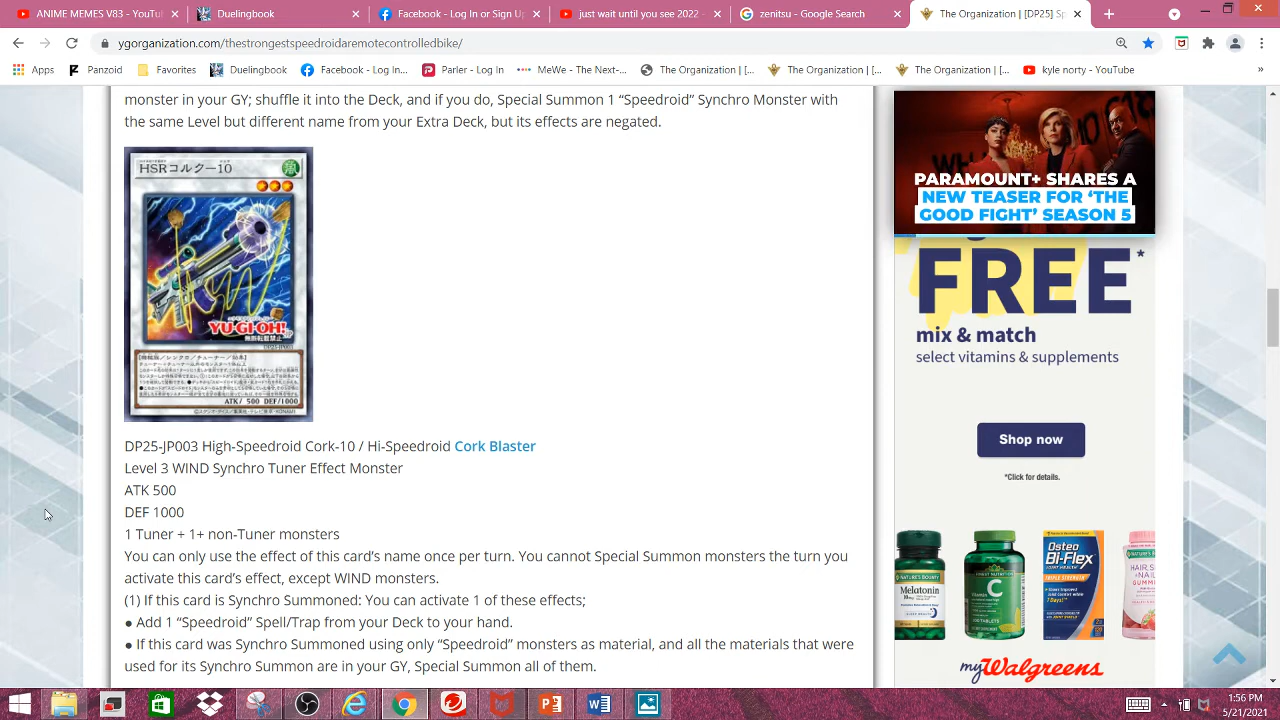 ANIME MEMES V83 - YouTu
Duelingbook
Facebook - Log In or Sign Up
just wait until you see 2022 -
zenitsu - Google Search
[DP25] Sp
ygorganization.com/thestrongestspeedroidaremotecontrolledbike/
Apps
Panzoid
Favorites
Duelingbook
Facebook - Log In...
Parler - Log In
MeWe - The Next-...
The Organization | [...
The Organization | [...
The Organization | [...
kyle norty - YouTube
»
monster in your GY; shuffle it into the Deck, and if you do, Special Summon 1 “Speedroid” Synchro Monster with
the same Level but different name from your Extra Deck, but its effects are negated.
HSRコルク－10
YU-GI-OH!
ATK/ 500 DEF/1000
DP25-JP003 High-Speedroid Cork-10 / Hi-Speedroid Cork Blaster
Level 3 WIND Synchro Tuner Effect Monster
ATK 500
DEF 1000
1 Tuner + 1+ non-Tuner monsters
You can only use the effect of this card’s name once per turn. You cannot Special Summon monsters the turn you
activate this card’s effect, except WIND monsters.
(1) If this card is Synchro Summoned: You can activate 1 of these effects;
● Add 1 “Speedroid” Spell/Trap from your Deck to your hand.
● If this card was Synchro Summoned using only “Speedroid” monsters as material, and all the materials that were
used for its Synchro Summon are in your GY, Special Summon all of them.
PARAMOUNT+ SHARES A
NEW TEASER FOR ‘THE
GOOD FIGHT’ SEASON 5
FREE*
mix & match
select vitamins & supplements
Shop now
*Click for details.
Melatonin
C
Osteo
Bi-Flex
myWalgreens
1:56 PM
5/21/2021